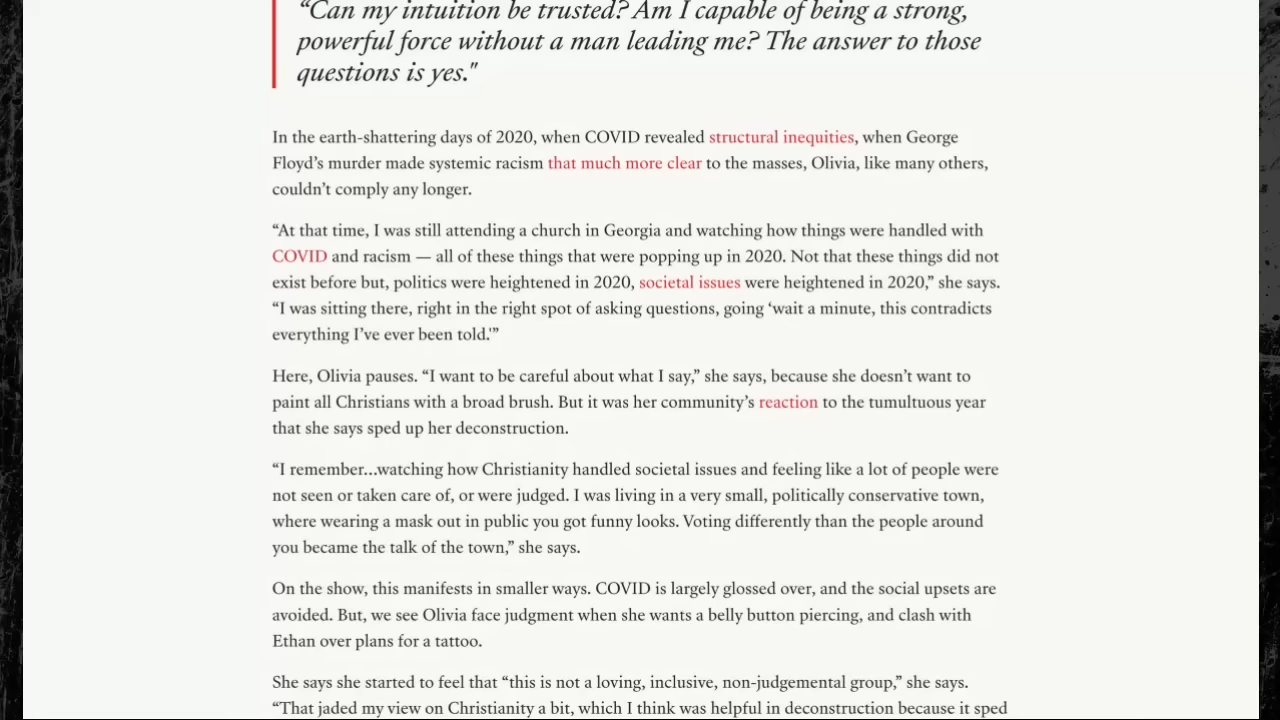 “Can my intuition be trusted? Am I capable of being a strong,
powerful force without a man leading me? The answer to those
questions is yes."
In the earth-shattering days of 2020, when COVID revealed structural inequities, when George
Floyd’s murder made systemic racism that much more clear to the masses, Olivia, like many others,
couldn’t comply any longer.
“At that time, I was still attending a church in Georgia and watching how things were handled with
COVID and racism — all of these things that were popping up in 2020. Not that these things did not
exist before but, politics were heightened in 2020, societal issues were heightened in 2020,” she says.
“I was sitting there, right in the right spot of asking questions, going ‘wait a minute, this contradicts
everything I’ve ever been told.'”
Here, Olivia pauses. “I want to be careful about what I say,” she says, because she doesn’t want to
paint all Christians with a broad brush. But it was her community’s reaction to the tumultuous year
that she says sped up her deconstruction.
“I remember…watching how Christianity handled societal issues and feeling like a lot of people were
not seen or taken care of, or were judged. I was living in a very small, politically conservative town,
where wearing a mask out in public you got funny looks. Voting differently than the people around
you became the talk of the town,” she says.
On the show, this manifests in smaller ways. COVID is largely glossed over, and the social upsets are
avoided. But, we see Olivia face judgment when she wants a belly button piercing, and clash with
Ethan over plans for a tattoo.
She says she started to feel that “this is not a loving, inclusive, non-judgemental group,” she says.
“That jaded my view on Christianity a bit, which I think was helpful in deconstruction because it sped